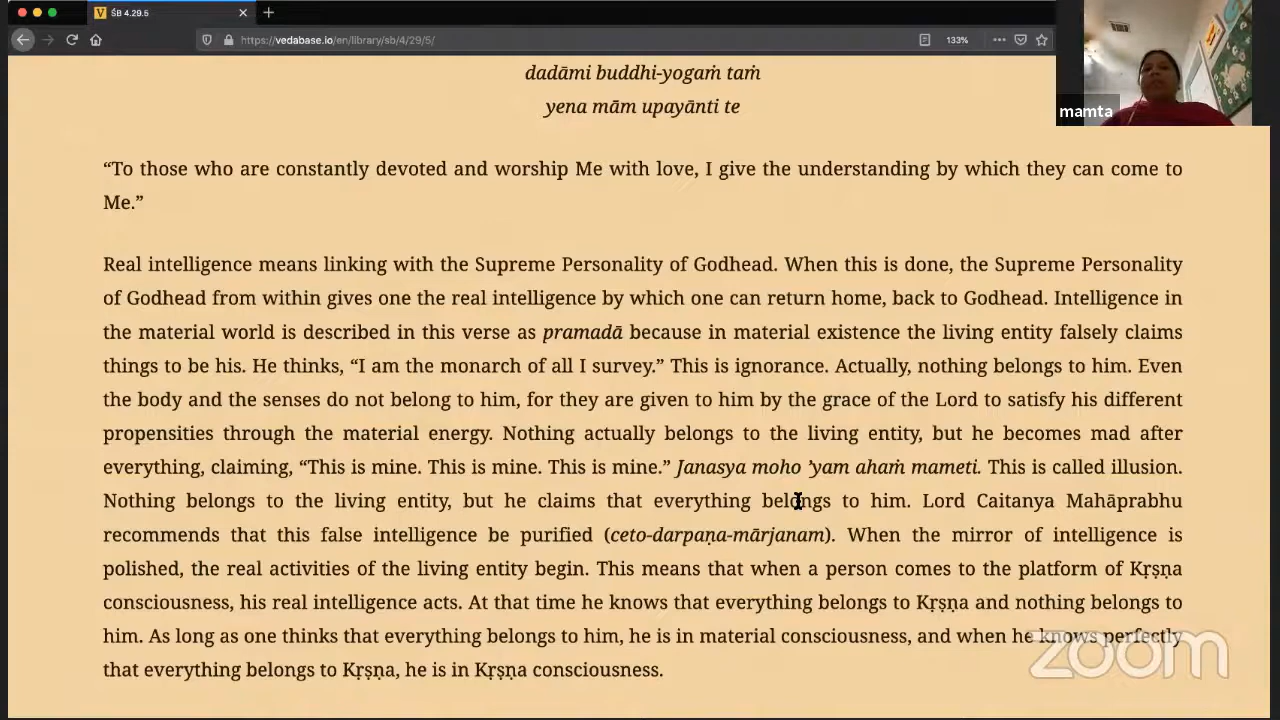 ŚB 4.29.5
https://vedabase.io/en/library/sb/4/29/5/
133%
mamta
dadāmi buddhi-yogaṁ taṁ
yena mām upayānti te
“To those who are constantly devoted and worship Me with love, I give the understanding by which they can come to
Me.”
Real intelligence means linking with the Supreme Personality of Godhead. When this is done, the Supreme Personality
of Godhead from within gives one the real intelligence by which one can return home, back to Godhead. Intelligence in
the material world is described in this verse as pramadā because in material existence the living entity falsely claims
things to be his. He thinks, “I am the monarch of all I survey.” This is ignorance. Actually, nothing belongs to him. Even
the body and the senses do not belong to him, for they are given to him by the grace of the Lord to satisfy his different
propensities through the material energy. Nothing actually belongs to the living entity, but he becomes mad after
everything, claiming, “This is mine. This is mine. This is mine.” Janasya moho ’yam ahaṁ mameti. This is called illusion.
Nothing belongs to the living entity, but he claims that everything belongs to him. Lord Caitanya Mahāprabhu
recommends that this false intelligence be purified (ceto-darpaṇa-mārjanam). When the mirror of intelligence is
polished, the real activities of the living entity begin. This means that when a person comes to the platform of Kṛṣṇa
consciousness, his real intelligence acts. At that time he knows that everything belongs to Kṛṣṇa and nothing belongs to
him. As long as one thinks that everything belongs to him, he is in material consciousness, and when he knows perfectly
that everything belongs to Kṛṣṇa, he is in Kṛṣṇa consciousness.
zoom